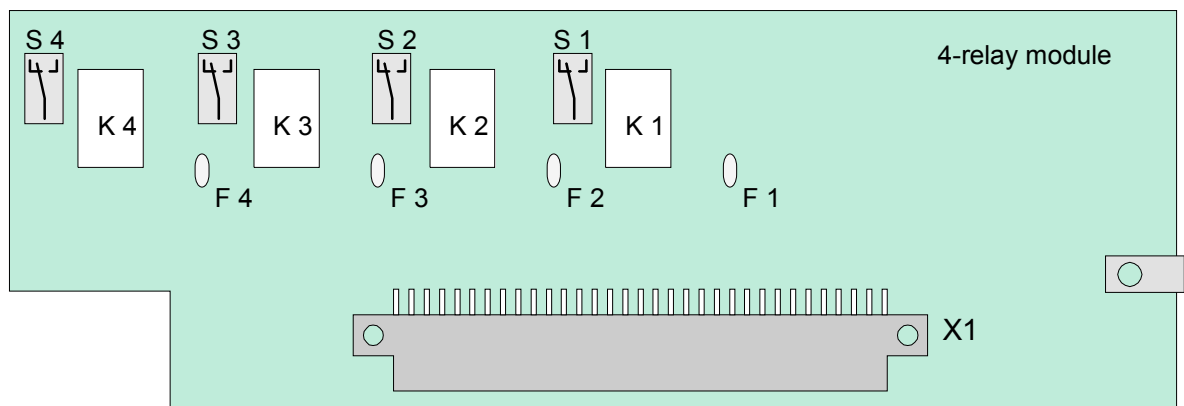 S 4 S 3 S 2 S 1
4-relay module
K 4 K 3 K 2 K 1
F 4 F 3 F 2 F 1
X1